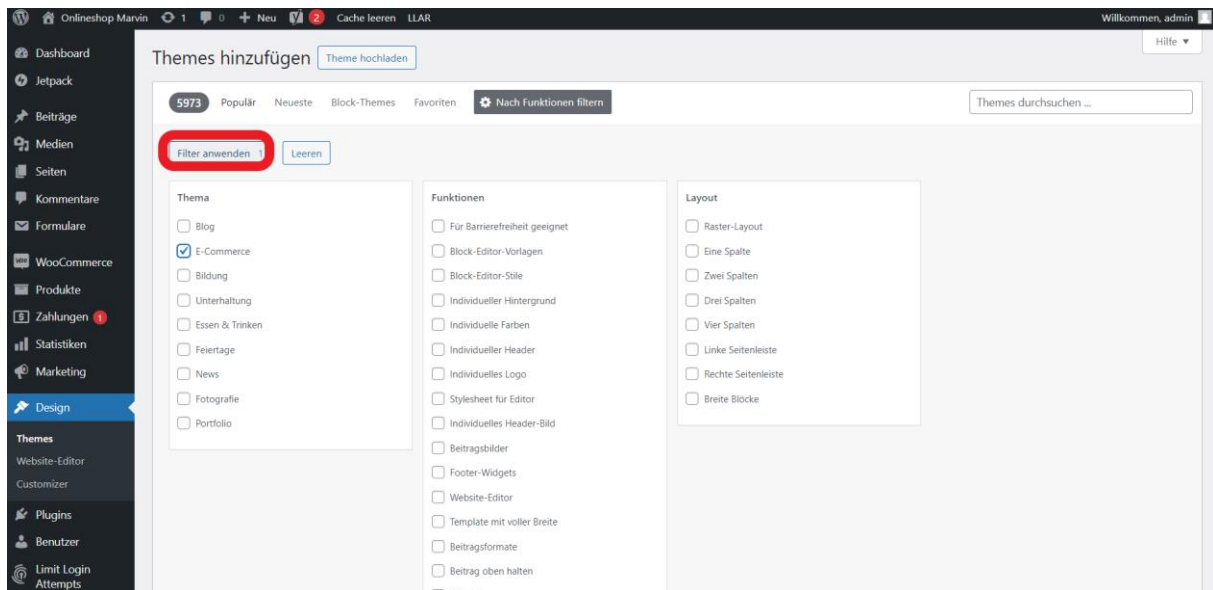 Onlineshop Marvin 1 0 + Neu 2 Cache leeren LLAR Willkommen, admin
Hilfe ▼
Dashboard
Jetpack
Beiträge
Medien
Seiten
Kommentare
Formulare
WooCommerce
Produkte
Zahlungen 1
Statistiken
Marketing
Design
Themes
Website-Editor
Customizer
Plugins
Benutzer
Limit Login
Attempts
Themes hinzufügen Theme hochladen
5973 Populär Neueste Block-Themes Favoriten Nach Funktionen filtern Themes durchsuchen ...
Filter anwenden 1 Leeren
Thema
Blog
E-Commerce
Bildung
Unterhaltung
Essen & Trinken
Feiertage
News
Fotografie
Portfolio
Funktionen
Für Barrierefreiheit geeignet
Block-Editor-Vorlagen
Block-Editor-Stile
Individueller Hintergrund
Individuelle Farben
Individueller Header
Individuelles Logo
Stylesheet für Editor
Individuelles Header-Bild
Beitragsbilder
Footer-Widgets
Website-Editor
Template mit voller Breite
Beitragsformate
Beitrag oben halten
Layout
Raster-Layout
Eine Spalte
Zwei Spalten
Drei Spalten
Vier Spalten
Linke Seitenleiste
Rechte Seitenleiste
Breite Blöcke